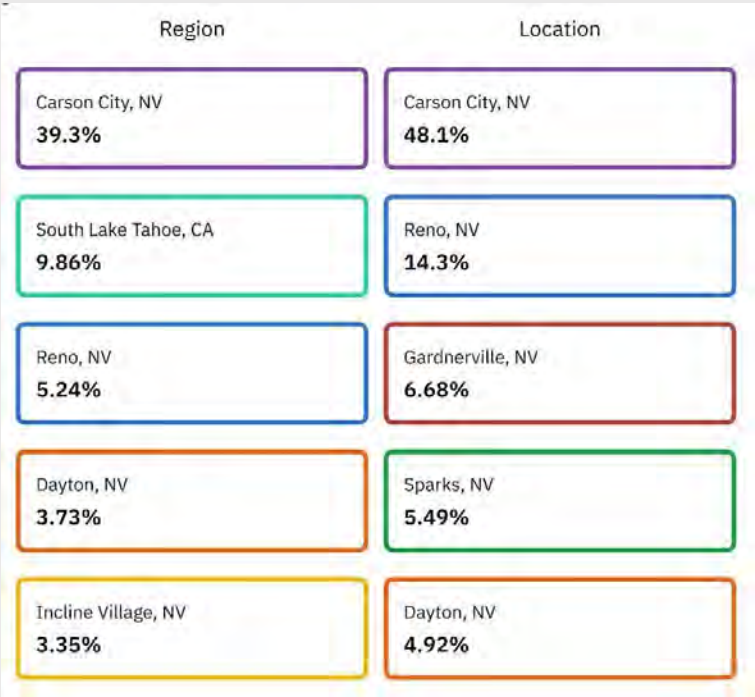 Region
Location
Carson City, NV
39.3%
Carson City, NV
48.1%
South Lake Tahoe, CA
9.86%
Reno, NV
14.3%
Reno, NV
5.24%
Gardnerville, NV
6.68%
Dayton, NV
3.73%
Sparks, NV
5.49%
Incline Village, NV
3.35%
Dayton, NV
4.92%